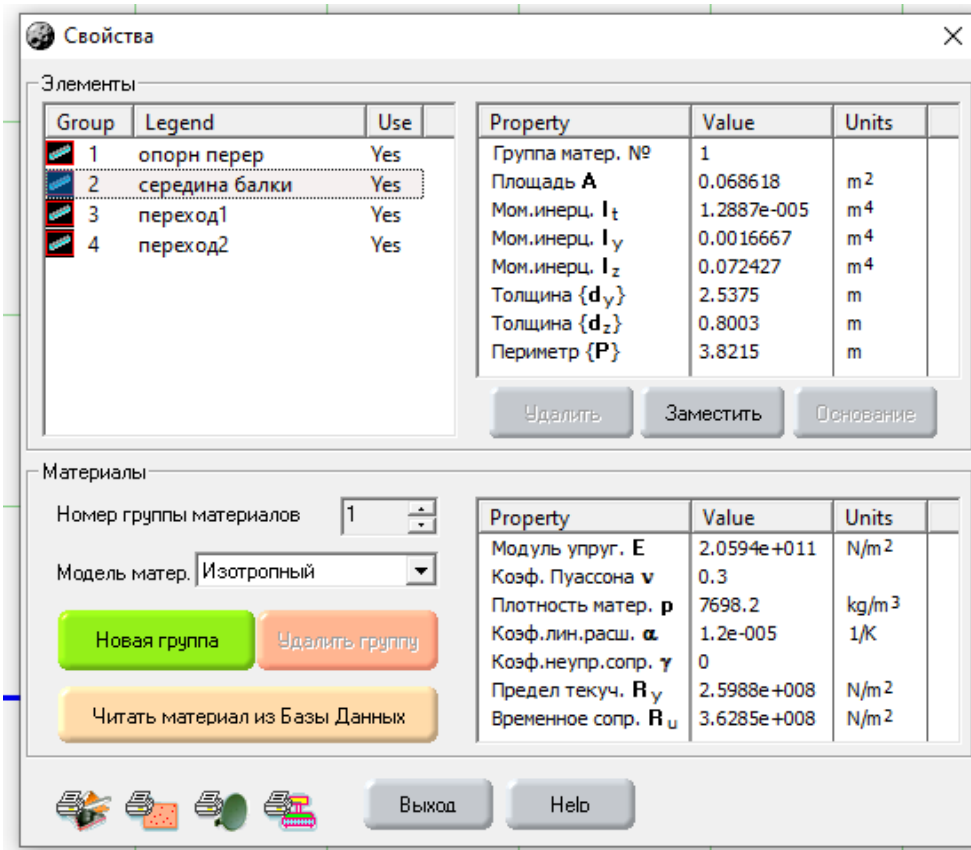 Свойства
Элементы
Group Legend Use
1 опорн перер Yes
2 середина балки Yes
3 переход1 Yes
4 переход2 Yes
Property Value Units
Группа матер. № 1
Площадь A 0.068618 m2
Мом.инерц. It 1.2887e-005 m4
Мом.инерц. Iy 0.0016667 m4
Мом.инерц. Iz 0.072427 m4
Толщина {dy} 2.5375 m
Толщина {dz} 0.8003 m
Периметр {P} 3.8215 m
Удалить Заместить Основание
Материалы
Номер группы материалов 1
Модель матер. Изотропный
Новая группа Удалить группу
Читать материал из Базы Данных
Property Value Units
Модуль упруг. E 2.0594e+011 N/m2
Коэф. Пуассона ν 0.3
Плотность матер. ρ 7698.2 kg/m3
Коэф.лин.расш. α 1.2e-005 1/K
Коэф.неупр.сопр. γ 0
Предел текуч. Ry 2.5988e+008 N/m2
Временное сопр. Ru 3.6285e+008 N/m2
Выход Help